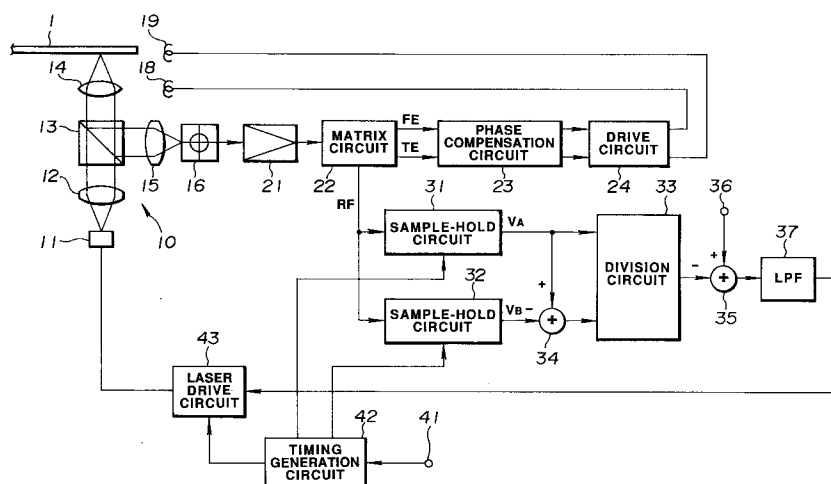 1
19
18
14
13
12
15
16
11
10
21
MATRIX
CIRCUIT
22
FE
TE
RF
PHASE
COMPENSATION
CIRCUIT
23
DRIVE
CIRCUIT
24
31
SAMPLE-HOLD
CIRCUIT
VA
32
SAMPLE-HOLD
CIRCUIT
VB
-
+
+
34
33
DIVISION
CIRCUIT
36
-
+
+
35
37
LPF
43
LASER
DRIVE
CIRCUIT
42
TIMING
GENERATION
CIRCUIT
41